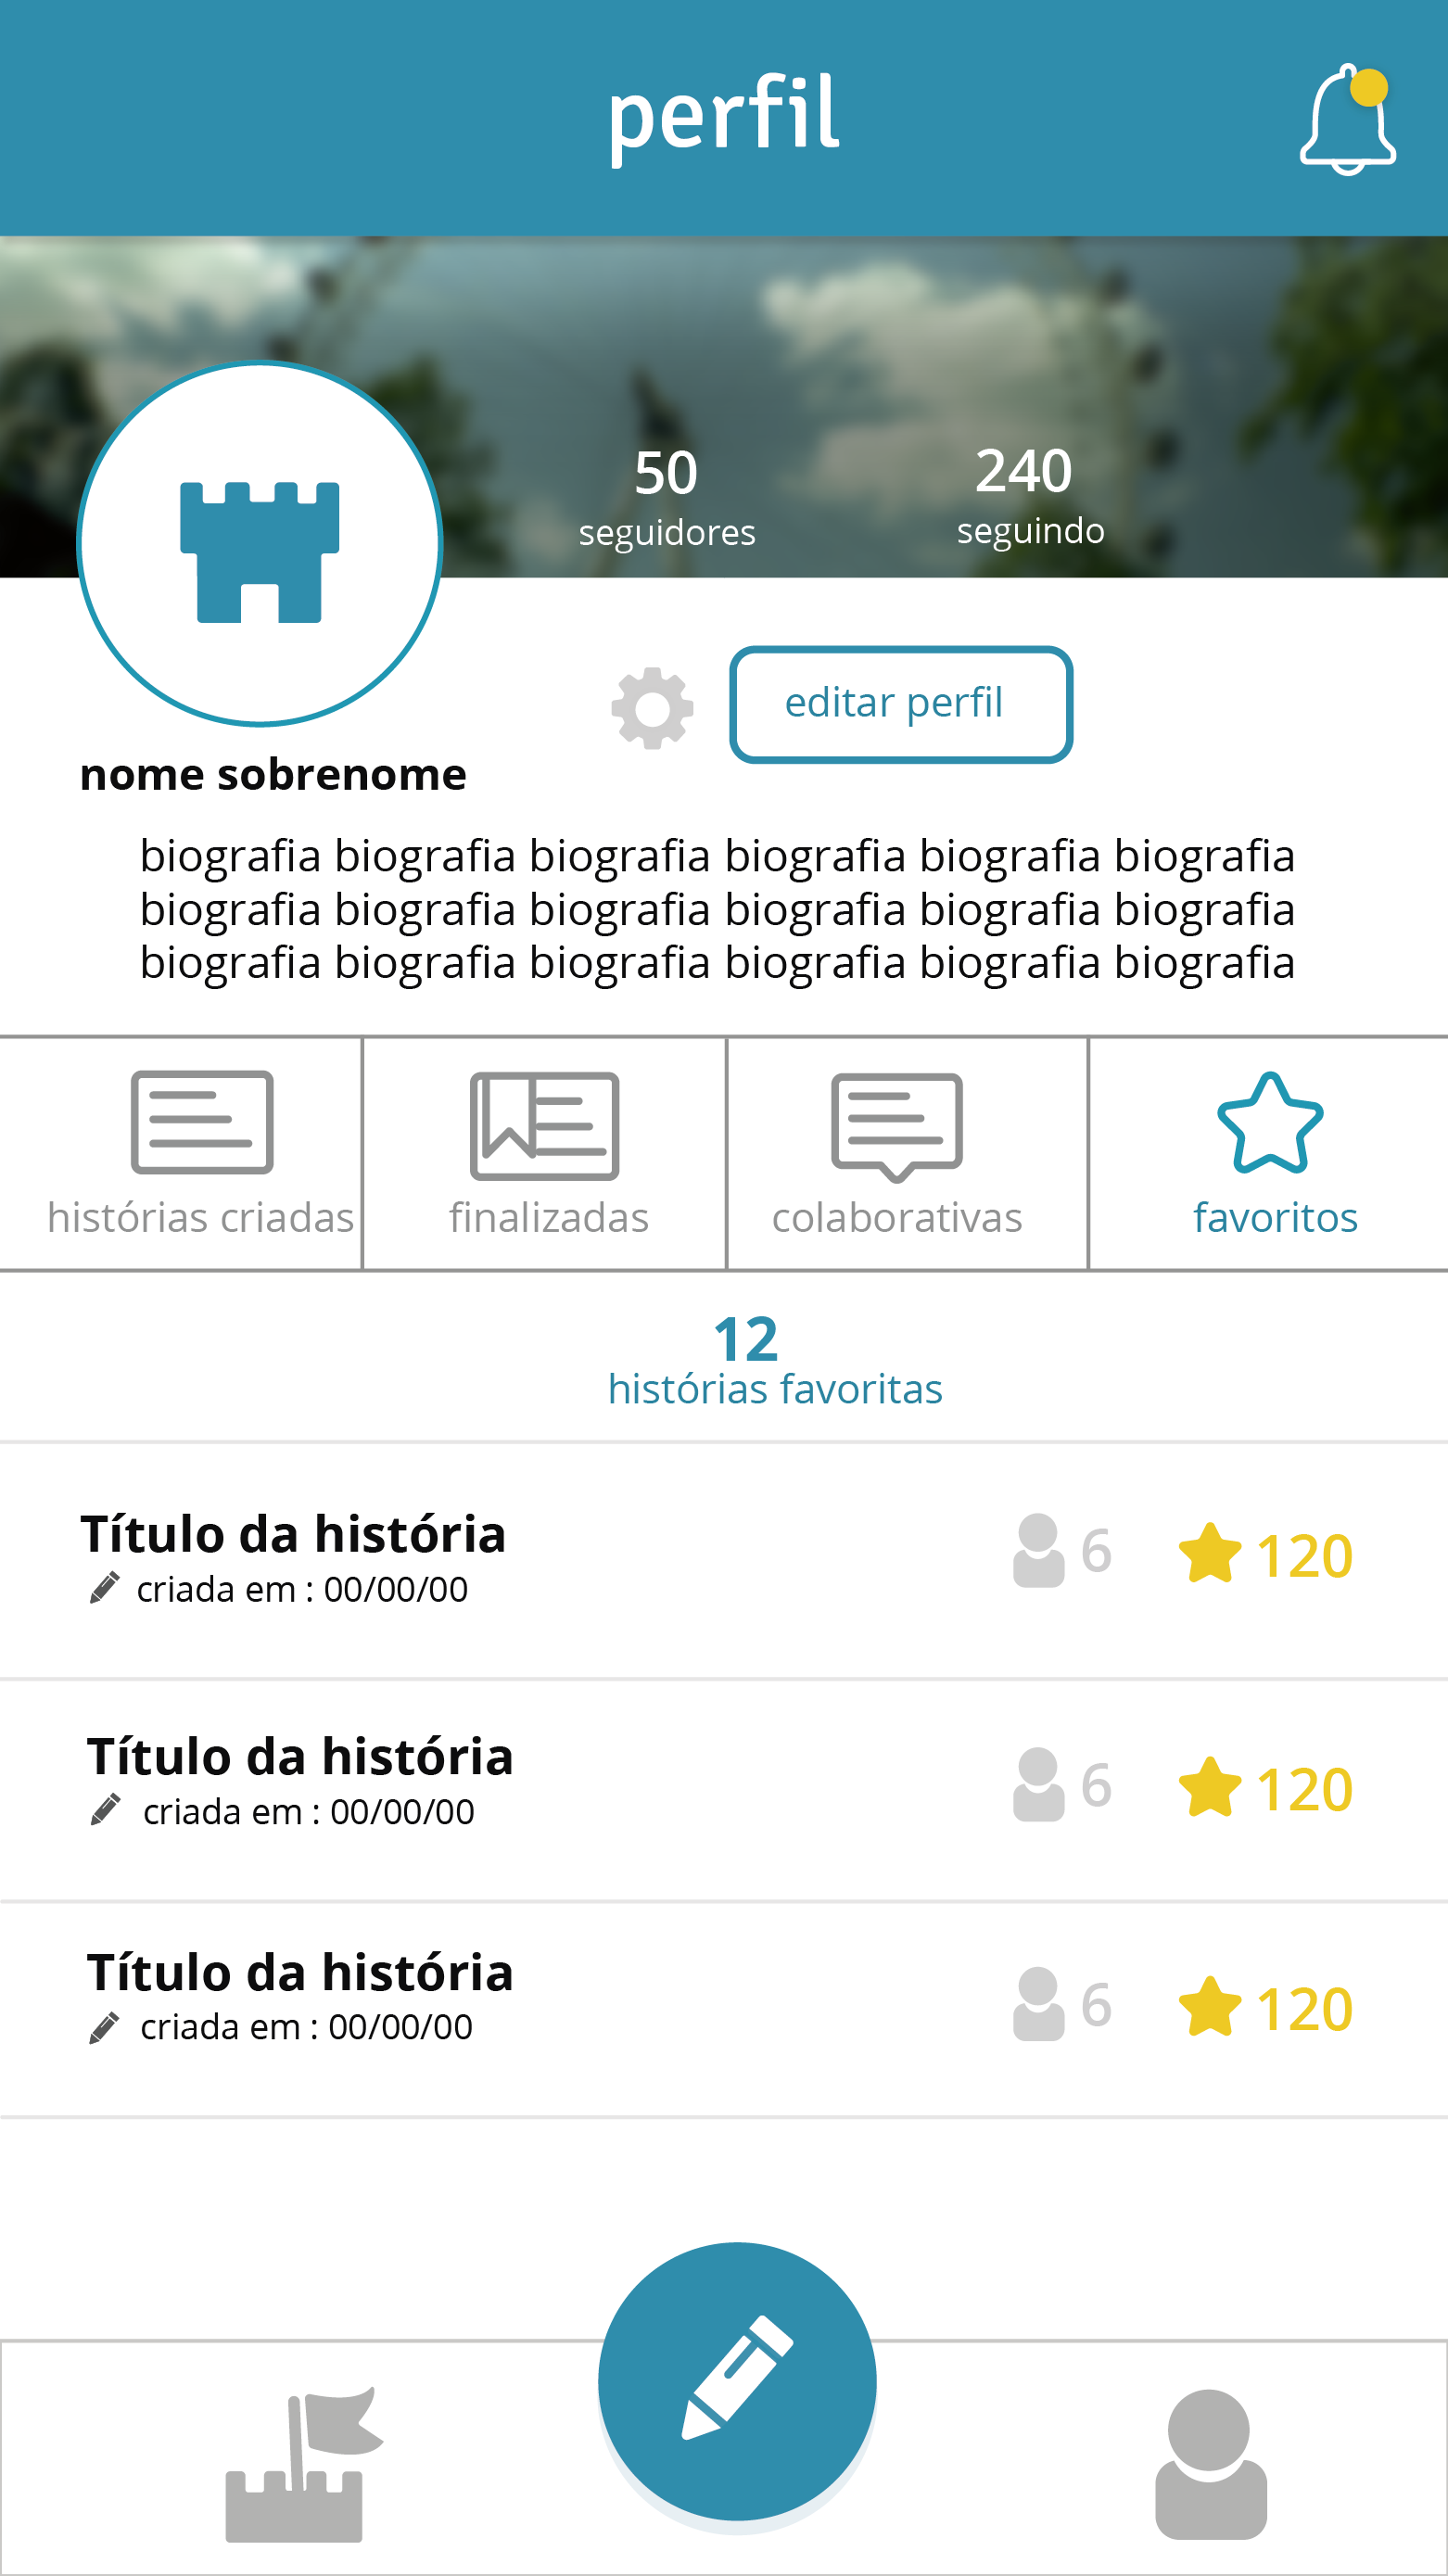 perfil
50
240
seguidores
seguindo
editar perfil
nome sobrenome
biografia biografia biografia biografia biografia biografia
biografia biografia biografia biografia biografia biografia
biografia biografia biografia biografia biografia biografia
histórias criadas
finalizadas
colaborativas
favoritos
12
histórias favoritas
Título da história
criada em : 00/00/00
6
120
Título da história
criada em : 00/00/00
6
120
Título da história
criada em : 00/00/00
6
120